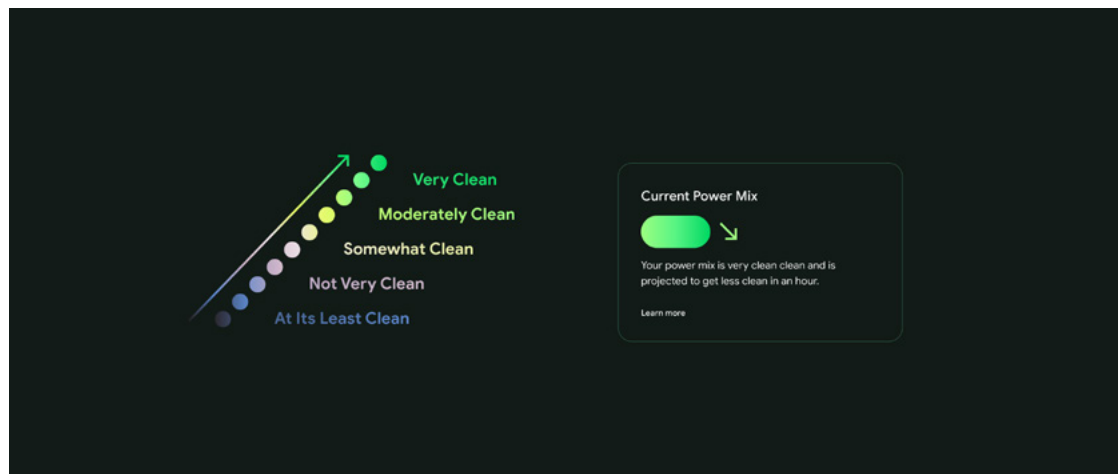 Very Clean
Moderately Clean
Somewhat Clean
Not Very Clean
At Its Least Clean
Current Power Mix
Your power mix is very clean clean and is
projected to get less clean in an hour.
Learn more